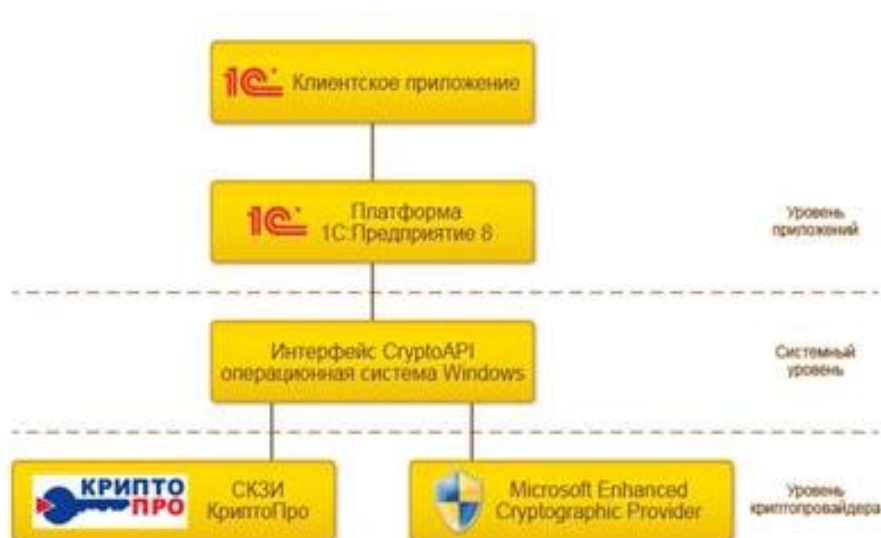 1С Клиентское приложение
1С Платформа
1С:Предприятие 8
Уровень
приложений
Интерфейс CryptoAPI
операционная система Windows
Системный
уровень
КРИПТО
ПРО
СКЗИ
КриптоПро
Microsoft Enhanced
Cryptographic Provider
Уровень
криптопровайдера